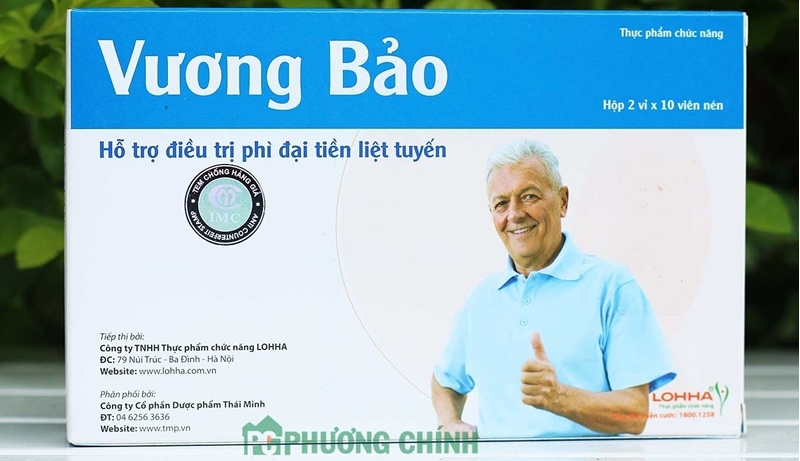 Vương Bảo
Thực phẩm chức năng
Hộp 2 vỉ x 10 viên nén
Hỗ trợ điều trị phì đại tiền liệt tuyến
TEM CHỐNG HÀNG GIẢ
IMC
ANTI COUNTERFEIT STAMP
Tiếp thị bởi:
Công ty TNHH Thực phẩm chức năng LOHHA
ĐC: 79 Núi Trúc - Ba Đình - Hà Nội
Website: www.lohha.com.vn
Phân phối bởi:
Công ty Cổ phần Dược phẩm Thái Minh
ĐT: 04 6256 3636
Website: www.tmp.vn
LOHHA
Thực phẩm chức năng
cước: 1800.1258
PHƯƠNG CHÍNH